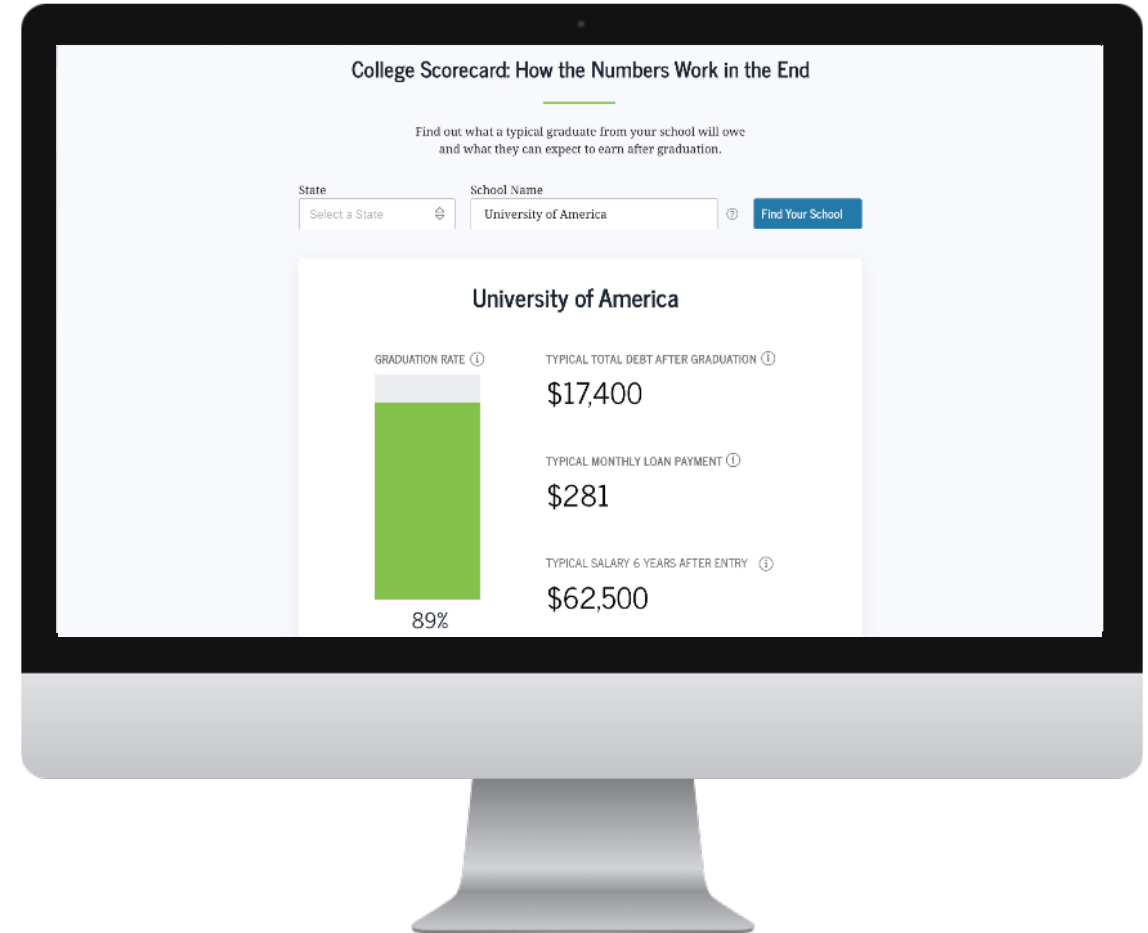 College Scorecard: How the Numbers Work in the End
Find out what a typical graduate from your school will owe
and what they can expect to earn after graduation.
State
School Name
Select a State
University of America
Find Your School
University of America
GRADUATION RATE
TYPICAL TOTAL DEBT AFTER GRADUATION
$17,400
TYPICAL MONTHLY LOAN PAYMENT
$281
TYPICAL SALARY 6 YEARS AFTER ENTRY
$62,500
89%